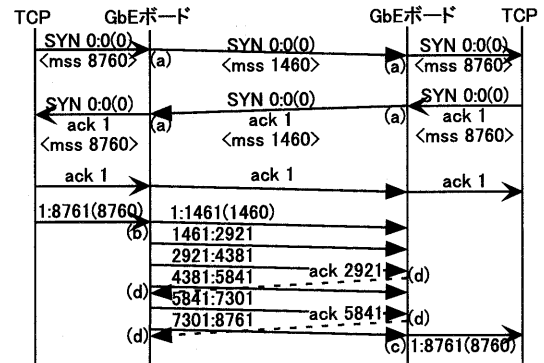 TCP GbEボード GbEボード TCP
SYN 0:0(0) SYN 0:0(0) SYN 0:0(0)
<mss 8760> (a) <mss 1460> (a) <mss 8760>
SYN 0:0(0) SYN 0:0(0) SYN 0:0(0)
ack 1 (a) ack 1 (a) ack 1
<mss 8760> <mss 1460> <mss 8760>
ack 1 ack 1 ack 1
1:8761(8760) 1:1461(1460)
(b) 1461:2921
2921:4381
4381:5841 ack 2921 (d)
(d) 5841:7301
7301:8761 ack 5841 (d)
(d) (c) 1:8761(8760)